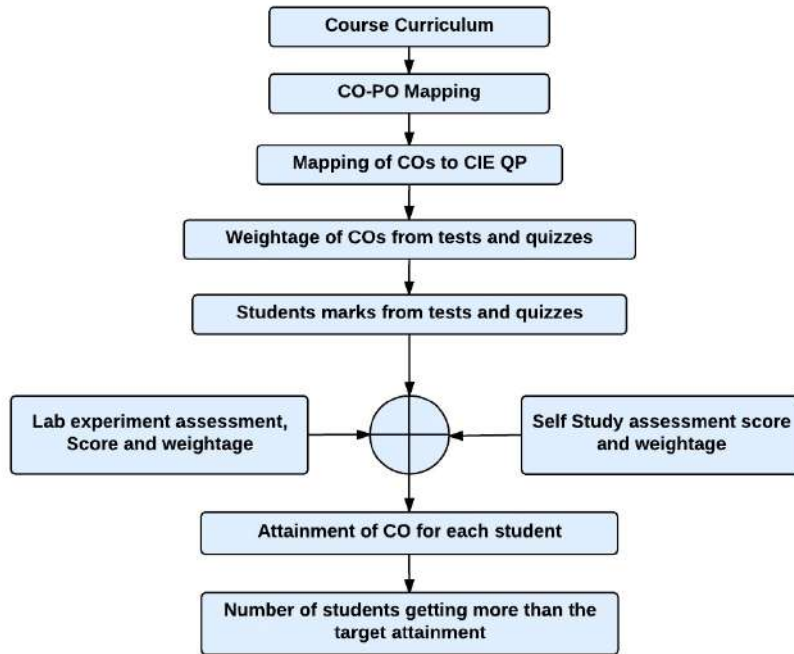 Course Curriculum
CO-PO Mapping
Mapping of COs to CIE QP
Weightage of COs from tests and quizzes
Students marks from tests and quizzes
Lab experiment assessment,
Score and weightage
Self Study assessment score
and weightage
Attainment of CO for each student
Number of students getting more than the
target attainment